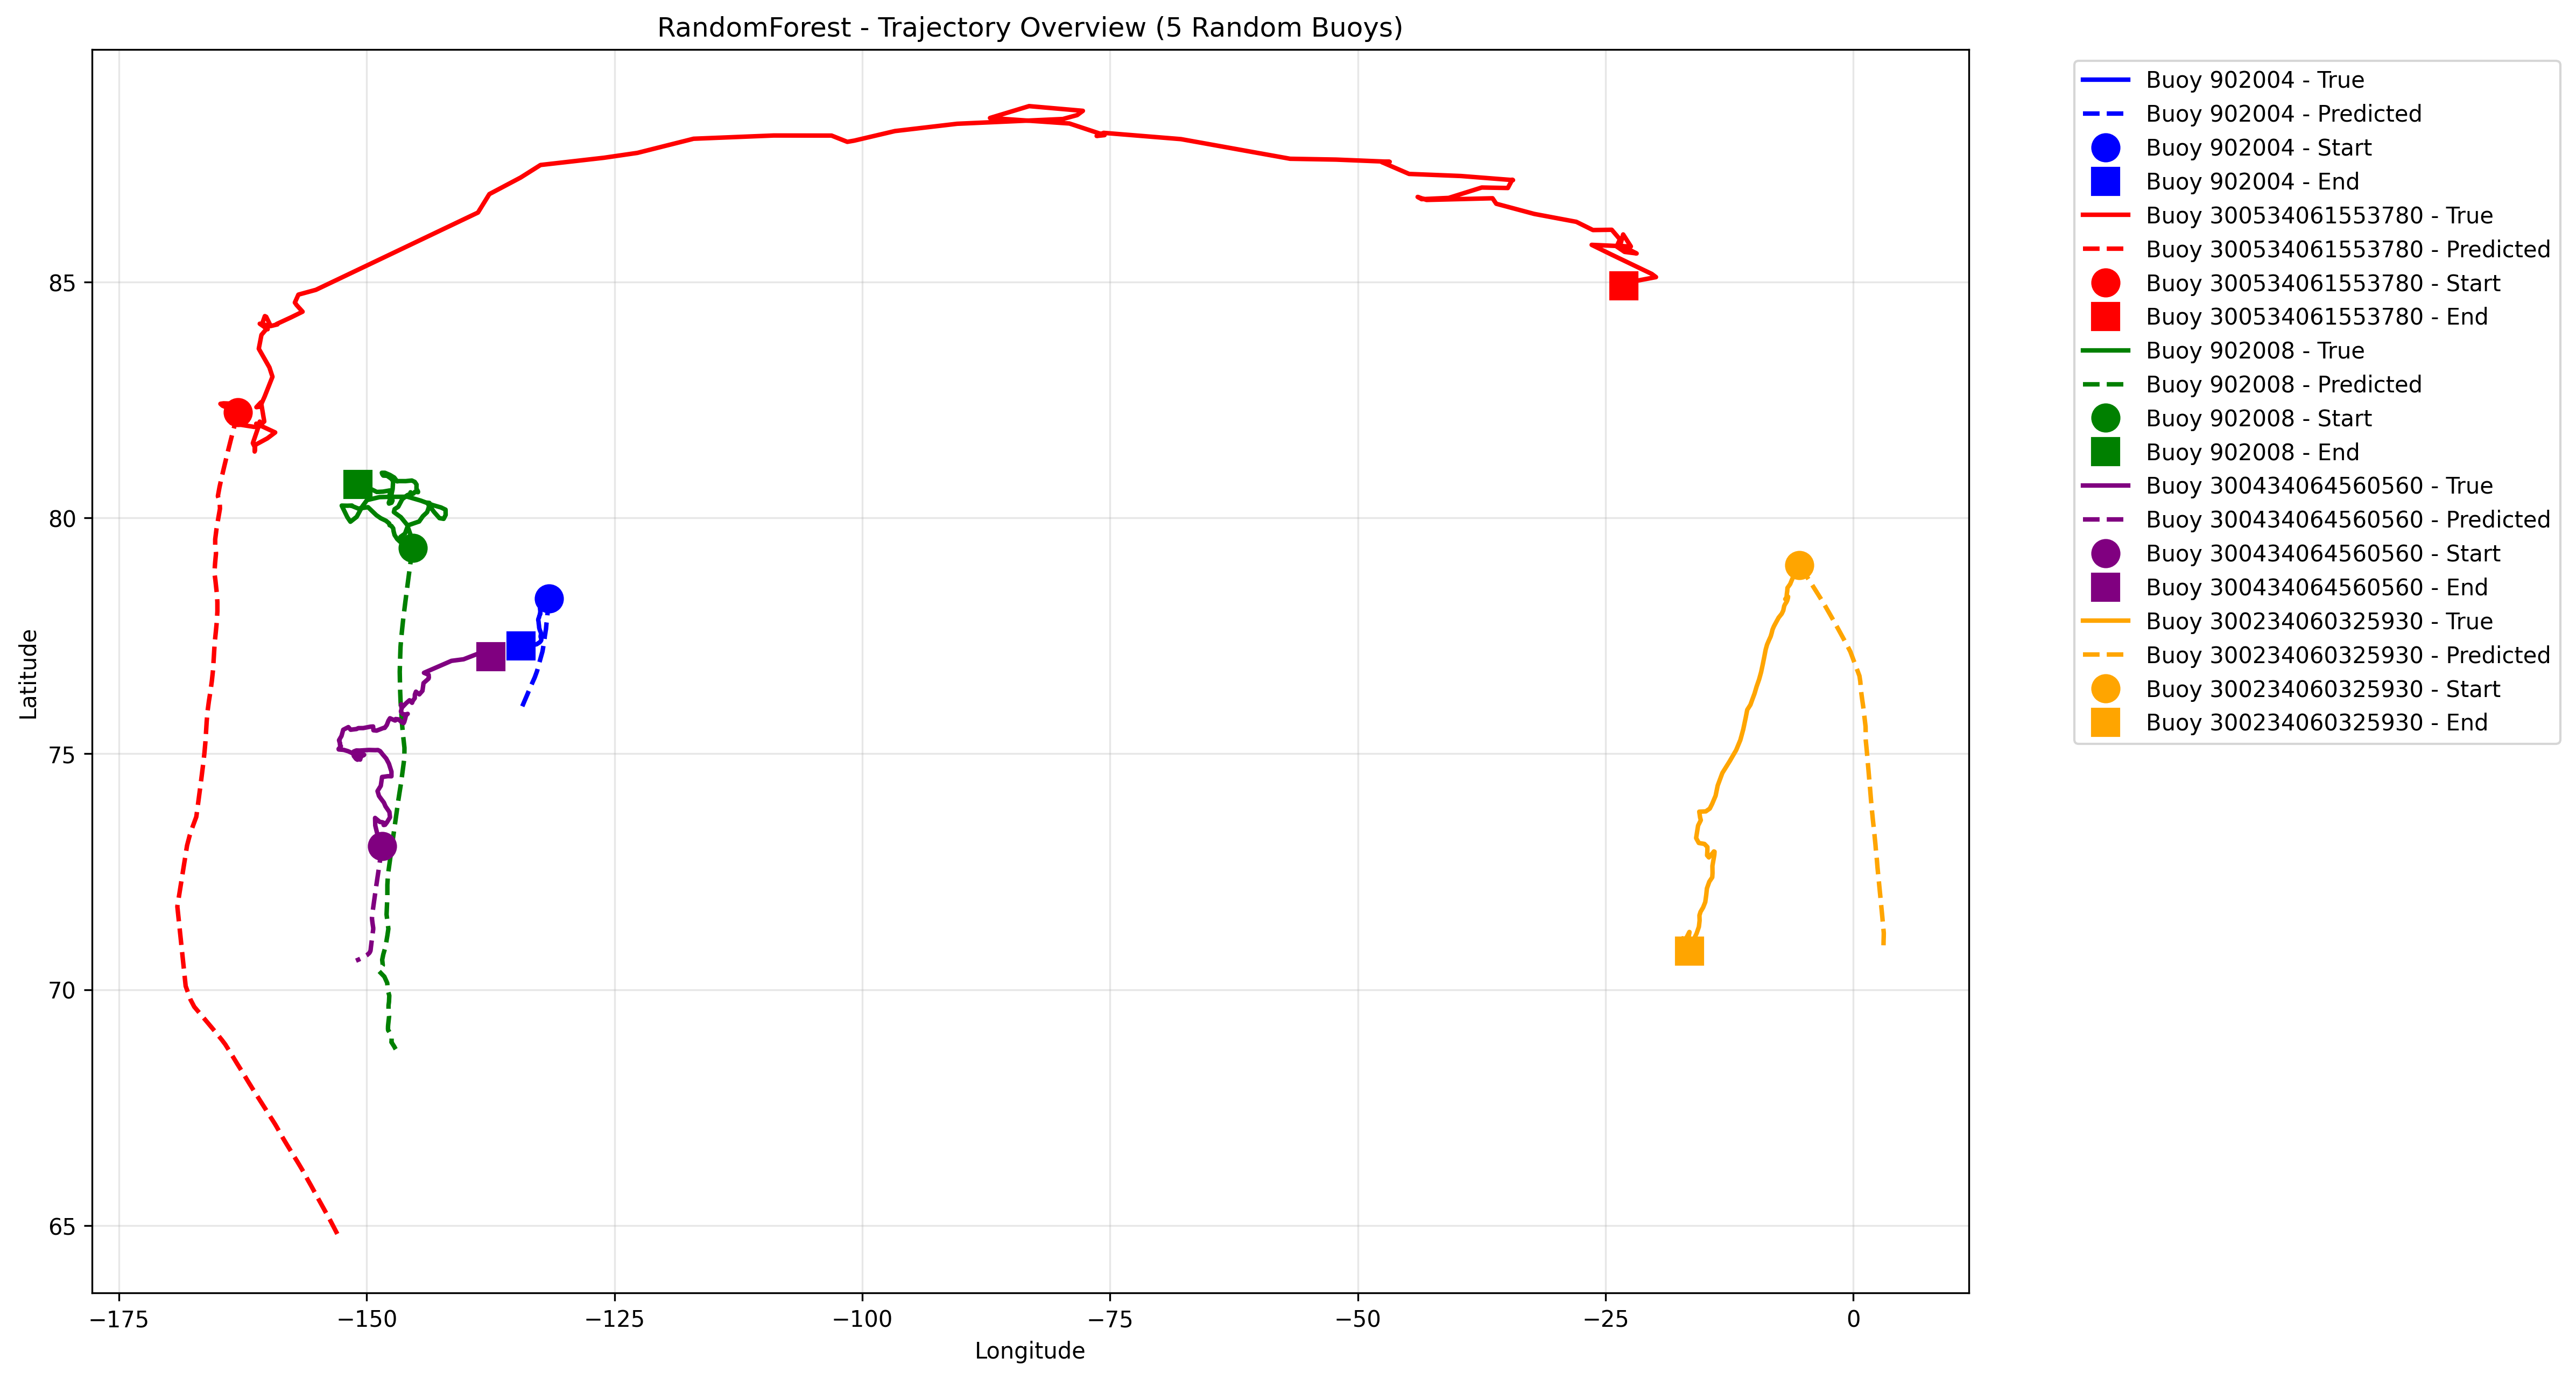 RandomForest - Trajectory Overview (5 Random Buoys)
Buoy 902004 - True
Buoy 902004 - Predicted
Buoy 902004 - Start
Buoy 902004 - End
Buoy 300534061553780 - True
Buoy 300534061553780 - Predicted
Buoy 300534061553780 - Start
Buoy 300534061553780 - End
Buoy 902008 - True
Buoy 902008 - Predicted
Buoy 902008 - Start
Buoy 902008 - End
Buoy 300434064560560 - True
Buoy 300434064560560 - Predicted
Buoy 300434064560560 - Start
Buoy 300434064560560 - End
Buoy 300234060325930 - True
Buoy 300234060325930 - Predicted
Buoy 300234060325930 - Start
Buoy 300234060325930 - End
Latitude
85
80
75
70
65
−175
−150
−125
−100
−75
−50
−25
0
Longitude